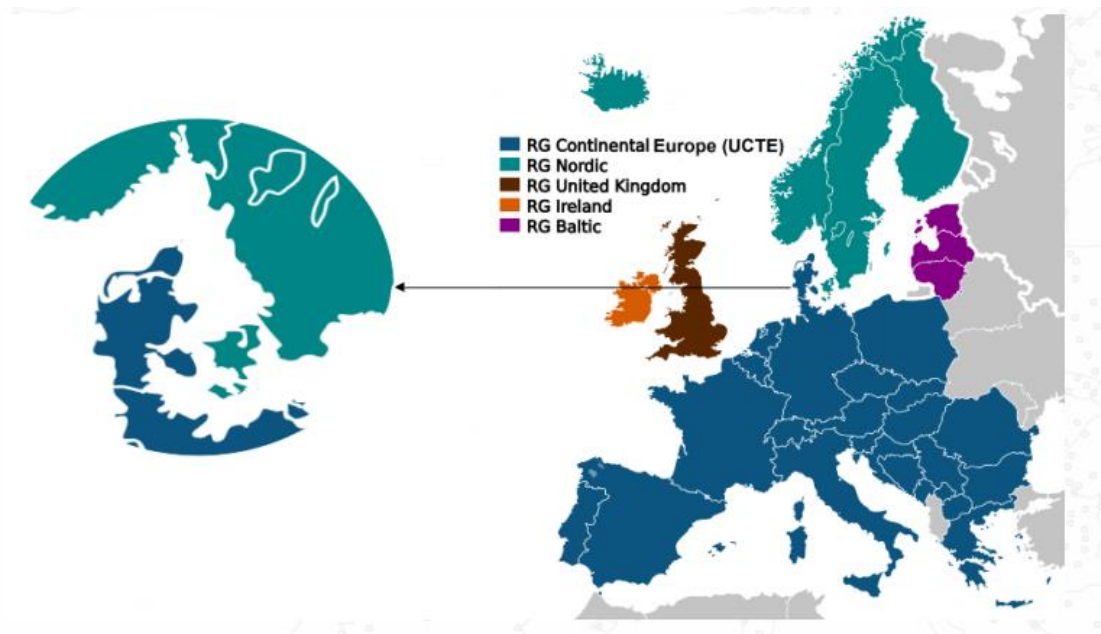 RG Continental Europe (UCTE)
RG Nordic
RG United Kingdom
RG Ireland
RG Baltic